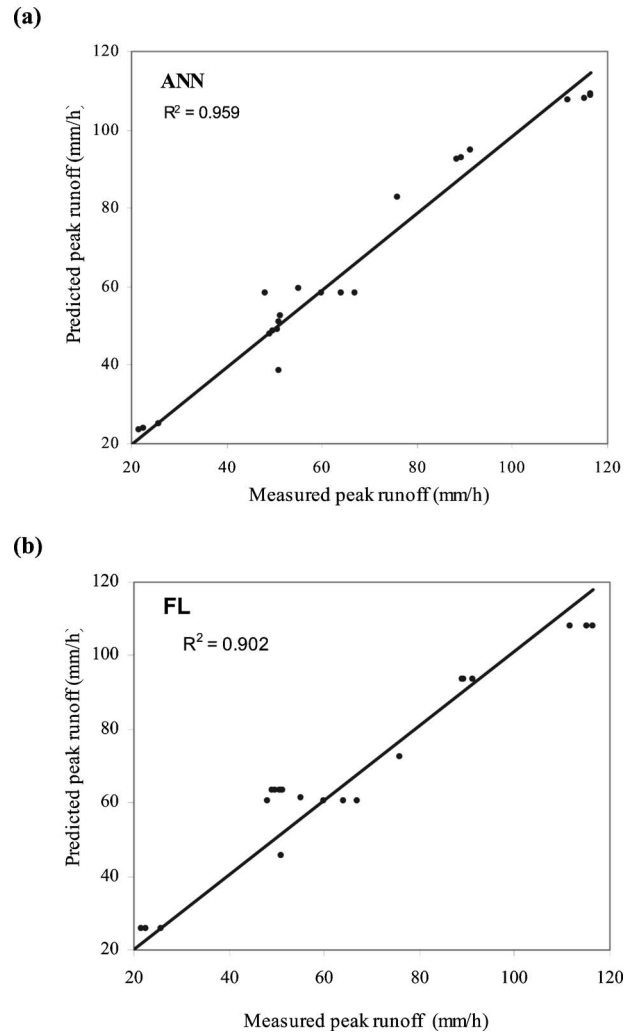 (a)
120
ANN
R² = 0.959
100
80
60
40
20
Predicted peak runoff (mm/h)
20 40 60 80 100 120
Measured peak runoff (mm/h)
(b)
120
FL
R² = 0.902
100
80
60
40
20
Predicted peak runoff (mm/h)
20 40 60 80 100 120
Measured peak runoff (mm/h)